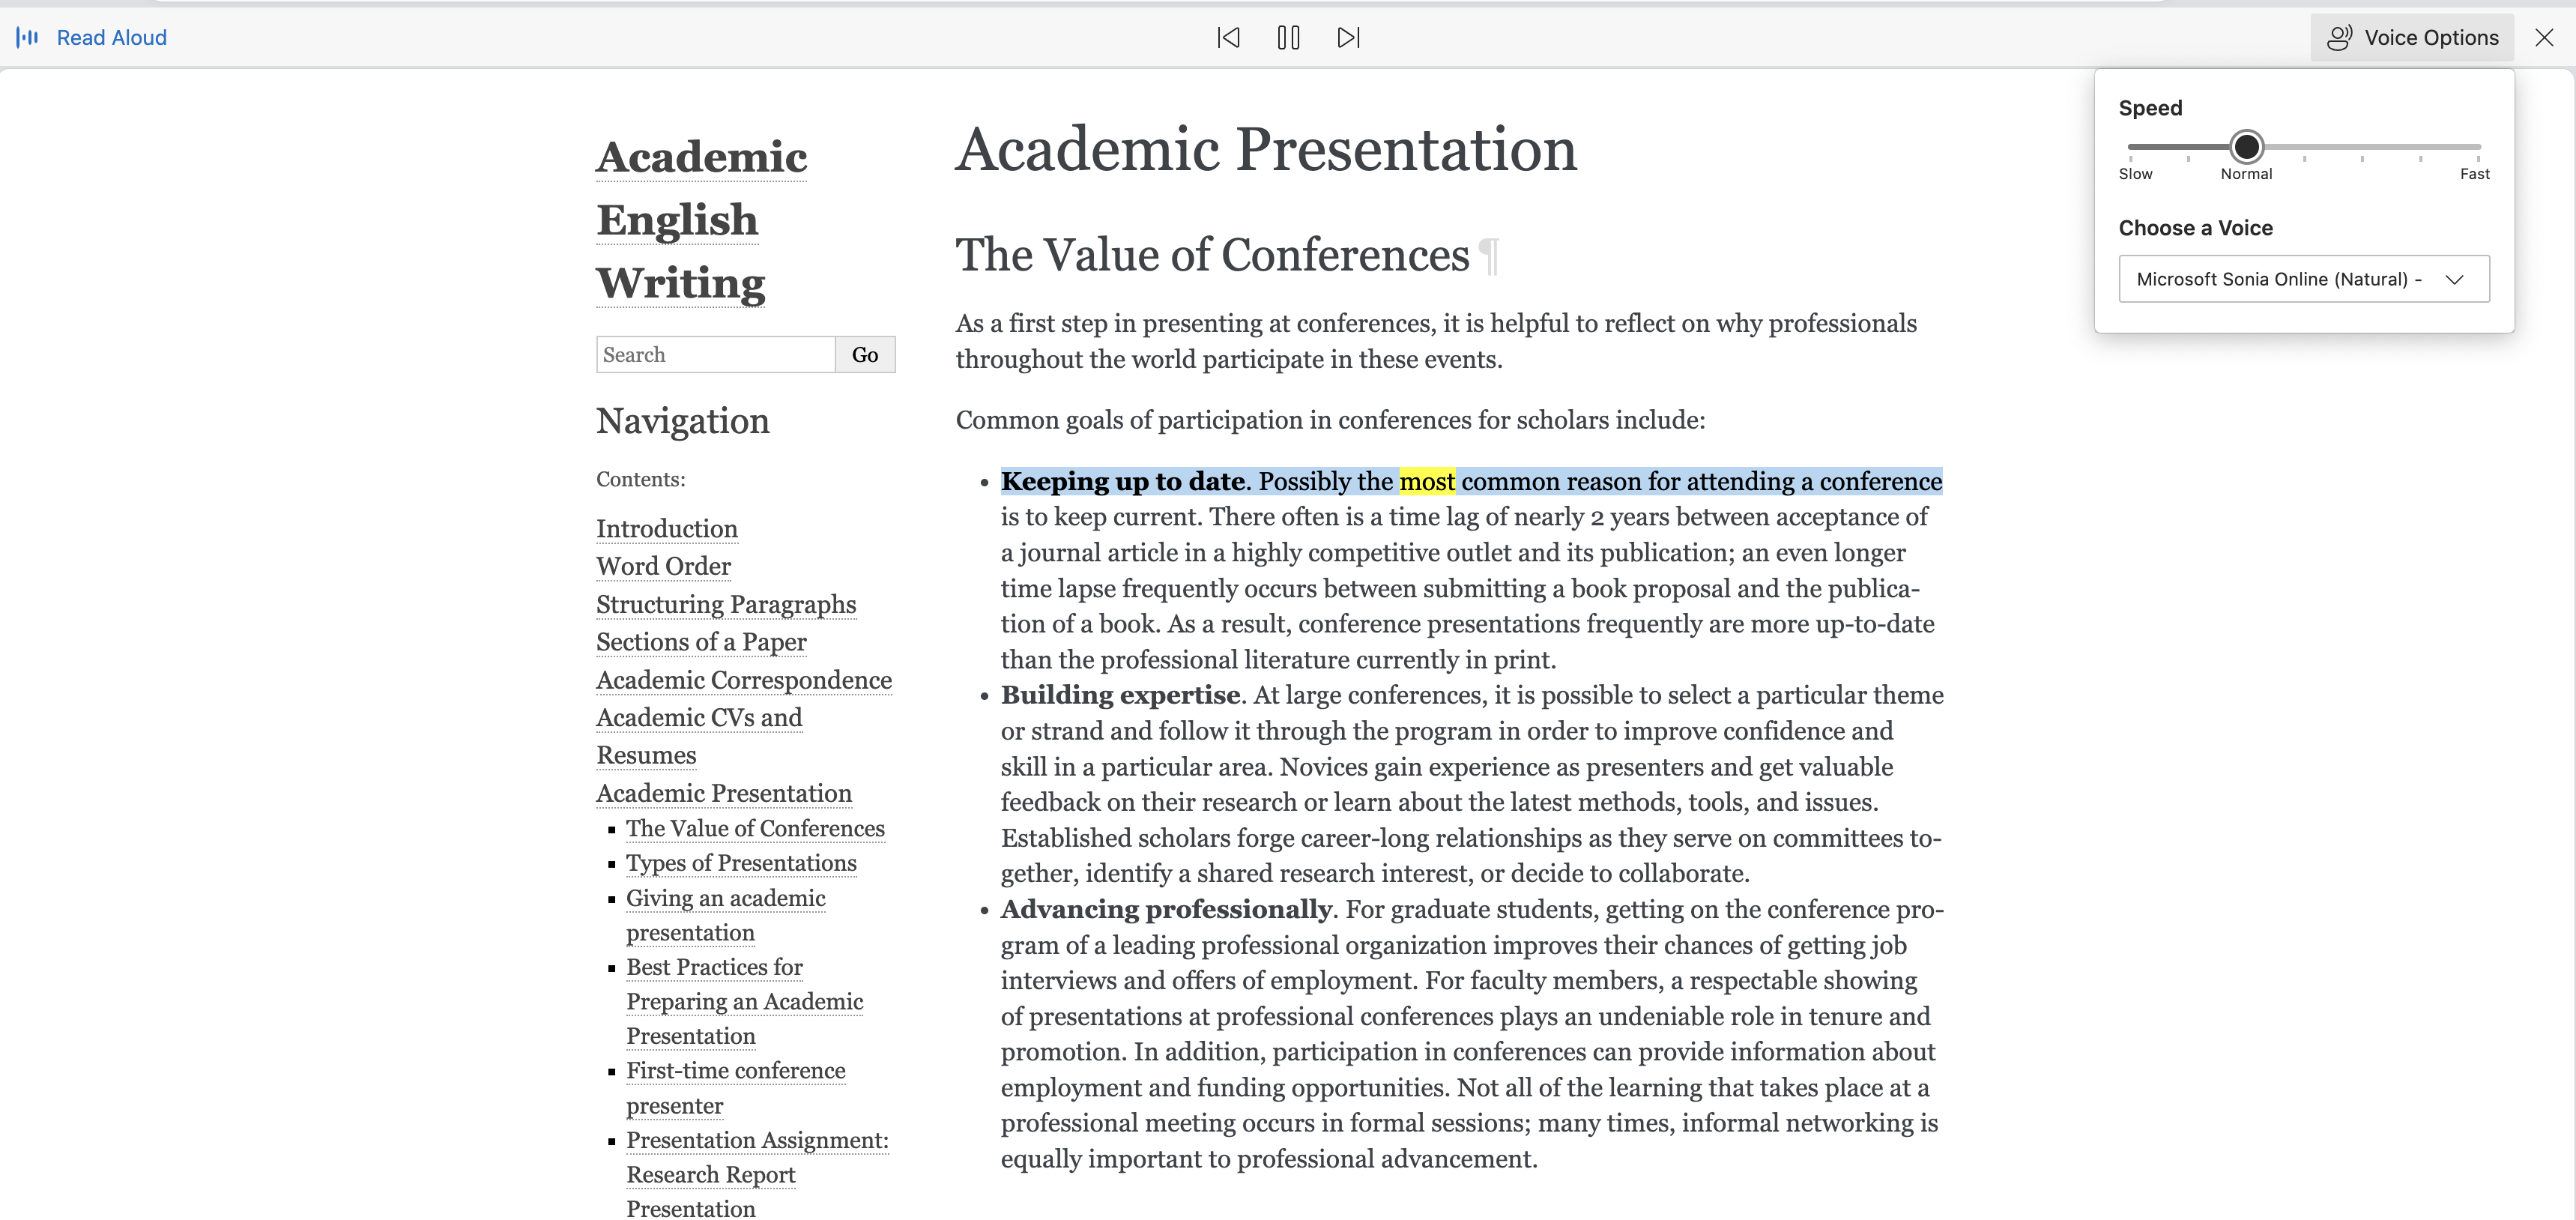 Read Aloud
Voice Options
Speed
Slow
Normal
Fast
Choose a Voice
Microsoft Sonia Online (Natural) -
Academic
English
Writing
Search
Go
Navigation
Contents:
Introduction
Word Order
Structuring Paragraphs
Sections of a Paper
Academic Correspondence
Academic CVs and
Resumes
Academic Presentation
The Value of Conferences
Types of Presentations
Giving an academic
presentation
Best Practices for
Preparing an Academic
Presentation
First-time conference
presenter
Presentation Assignment:
Research Report
Presentation
Academic Presentation
The Value of Conferences ¶
As a first step in presenting at conferences, it is helpful to reflect on why professionals
throughout the world participate in these events.
Common goals of participation in conferences for scholars include:
• Keeping up to date. Possibly the most common reason for attending a conference
is to keep current. There often is a time lag of nearly 2 years between acceptance of
a journal article in a highly competitive outlet and its publication; an even longer
time lapse frequently occurs between submitting a book proposal and the publica-
tion of a book. As a result, conference presentations frequently are more up-to-date
than the professional literature currently in print.
• Building expertise. At large conferences, it is possible to select a particular theme
or strand and follow it through the program in order to improve confidence and
skill in a particular area. Novices gain experience as presenters and get valuable
feedback on their research or learn about the latest methods, tools, and issues.
Established scholars forge career-long relationships as they serve on committees to-
gether, identify a shared research interest, or decide to collaborate.
• Advancing professionally. For graduate students, getting on the conference pro-
gram of a leading professional organization improves their chances of getting job
interviews and offers of employment. For faculty members, a respectable showing
of presentations at professional conferences plays an undeniable role in tenure and
promotion. In addition, participation in conferences can provide information about
employment and funding opportunities. Not all of the learning that takes place at a
professional meeting occurs in formal sessions; many times, informal networking is
equally important to professional advancement.